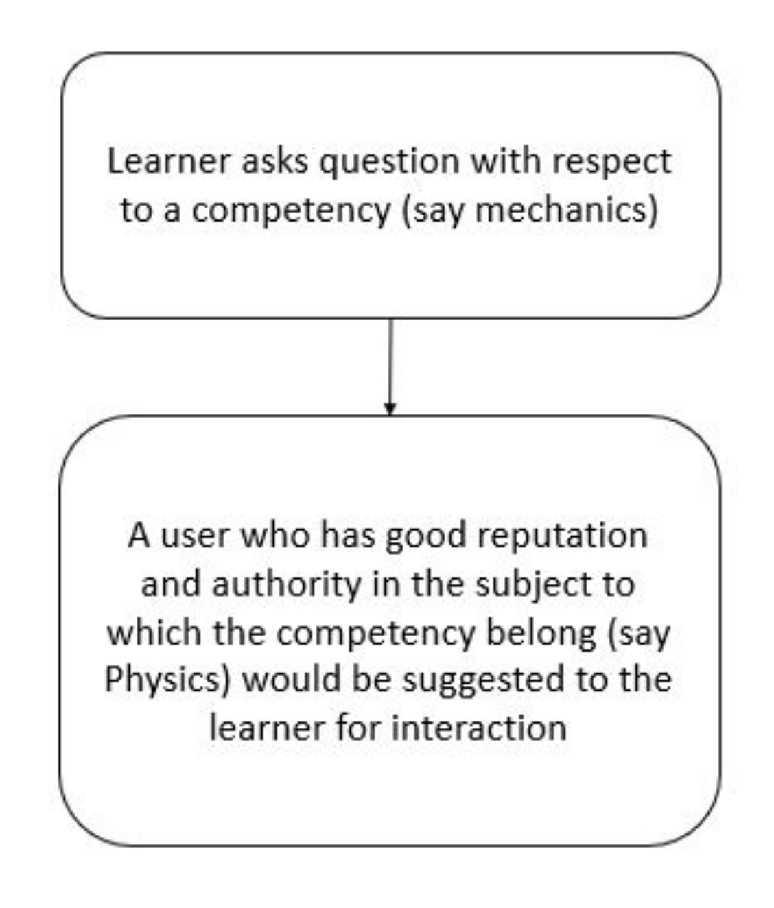 Learner asks question with respect
to a competency (say mechanics)
A user who has good reputation
and authority in the subject to
which the competency belong (say
Physics) would be suggested to the
learner for interaction